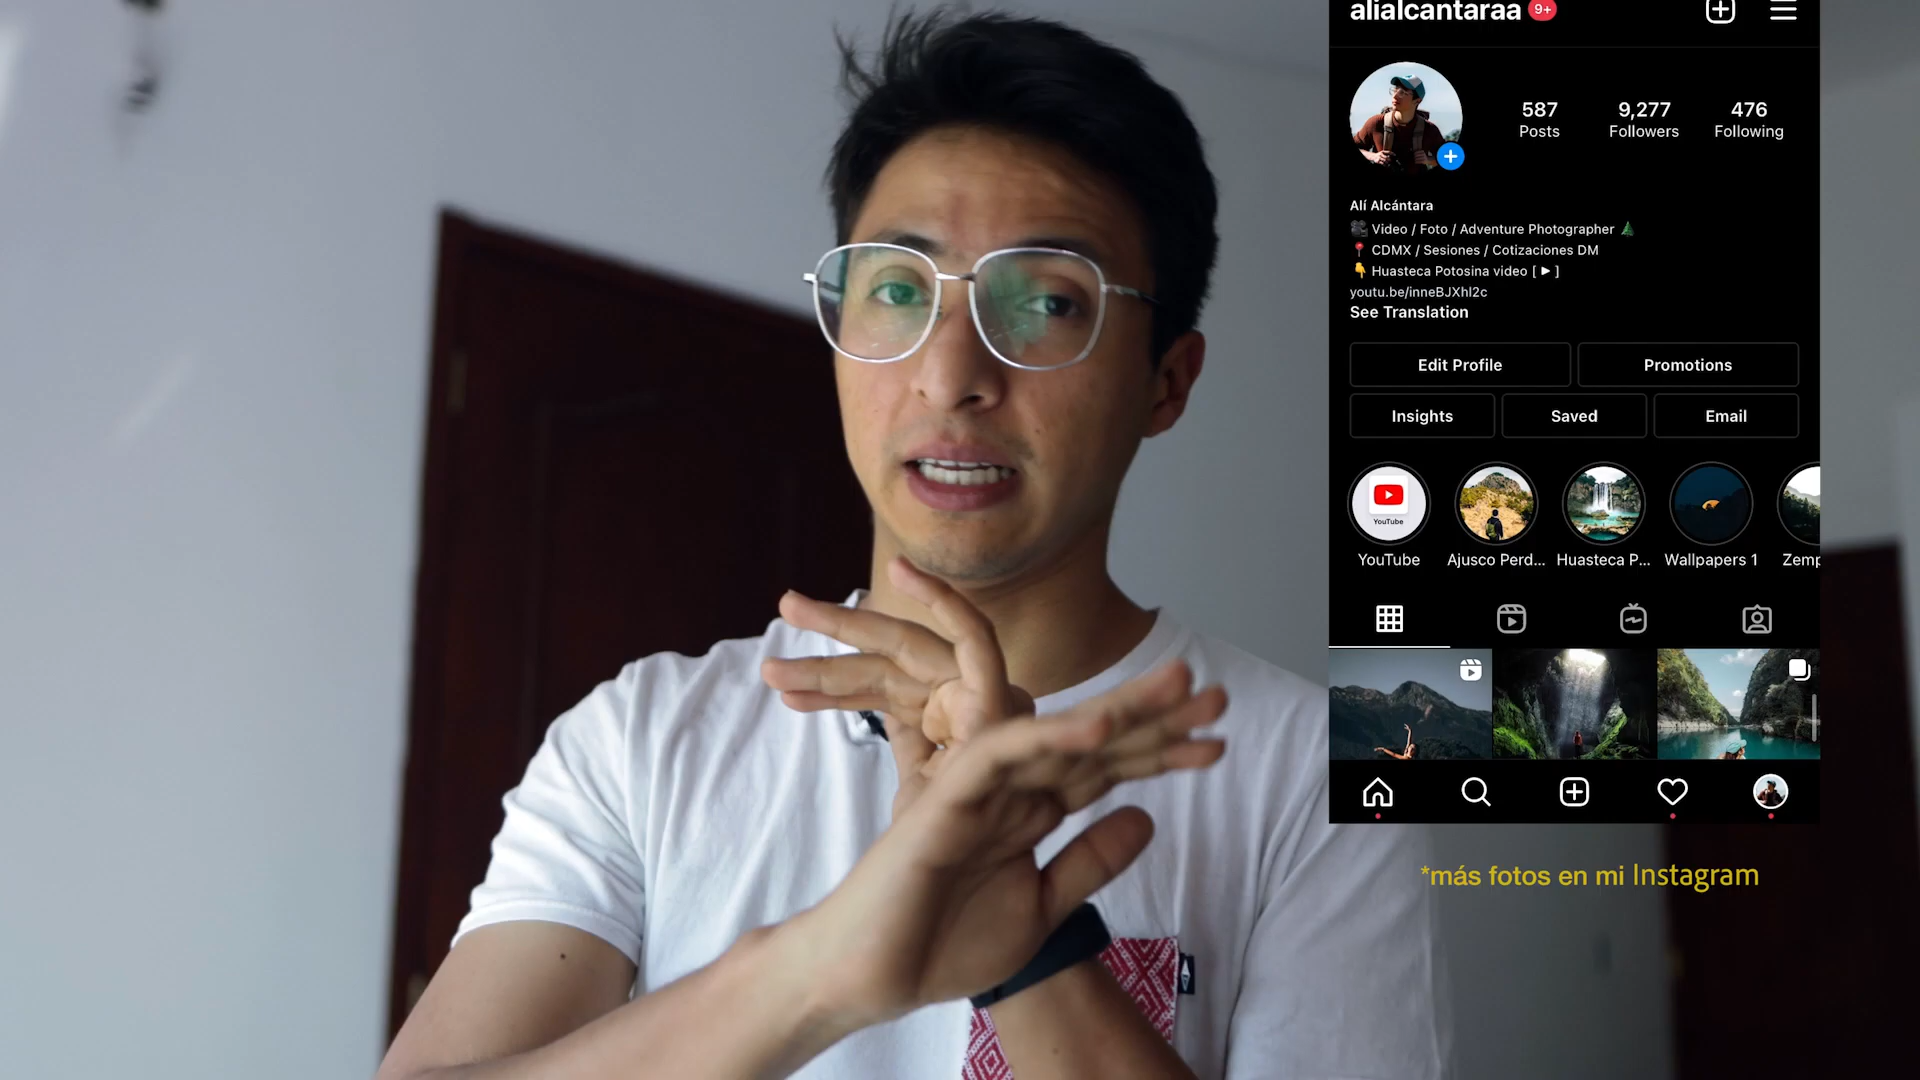 alialcantaraa 9+
587 9,277 476
Posts Followers Following
Alí Alcántara
Video / Foto / Adventure Photographer
CDMX / Sesiones / Cotizaciones DM
Huasteca Potosina video [ ► ]
youtu.be/inneBJXhI2c
See Translation
Edit Profile Promotions
Insights Saved Email
YouTube
YouTube Ajusco Perd... Huasteca P... Wallpapers 1 Zemp
*más fotos en mi Instagram